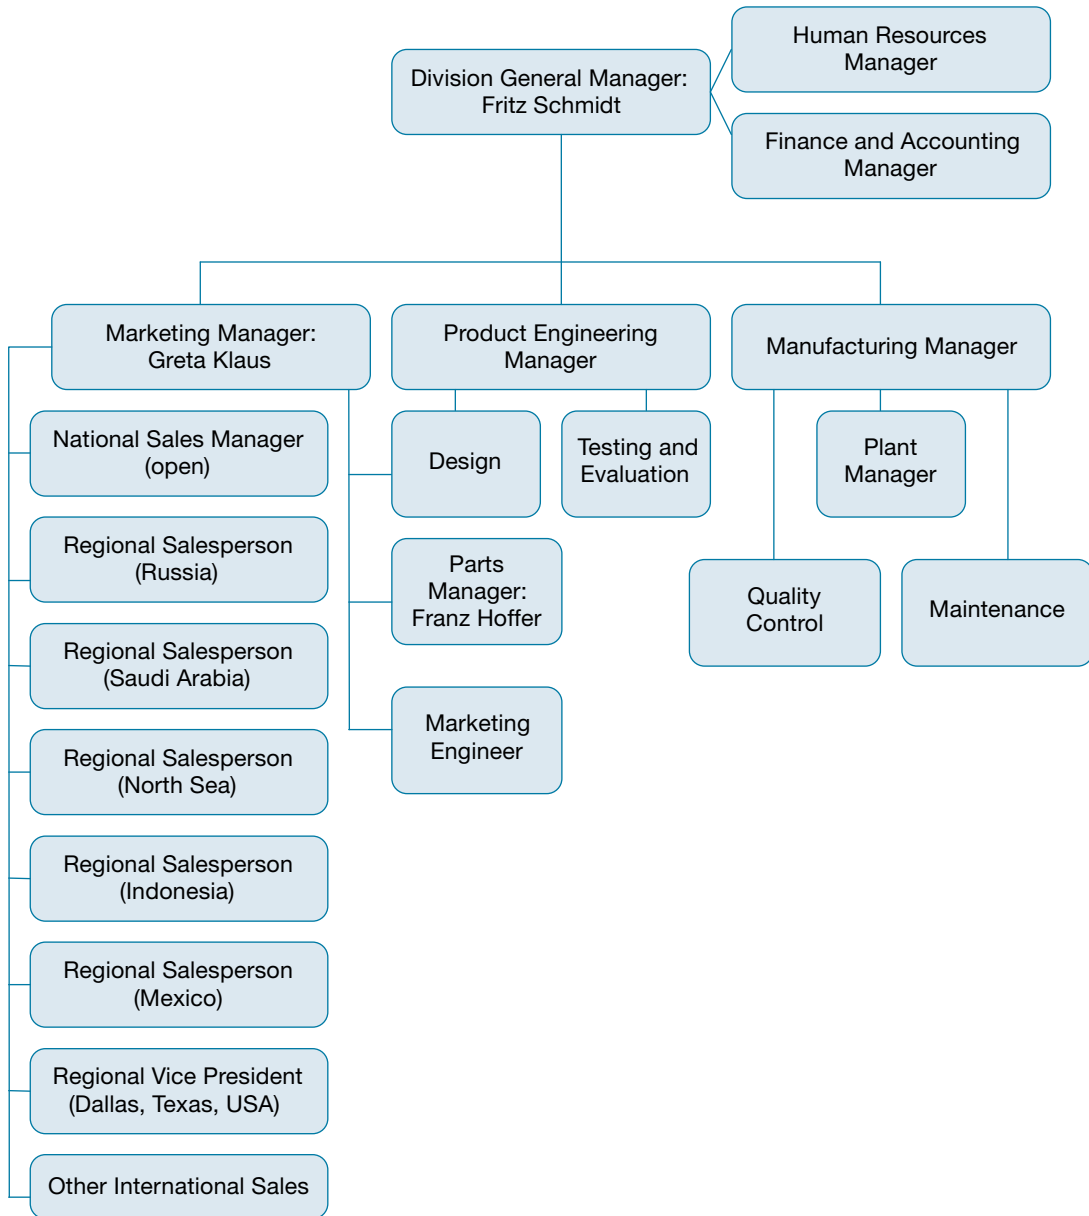 Human Resources
Manager
Division General Manager:
Fritz Schmidt
Finance and Accounting
Manager
Marketing Manager:
Greta Klaus
Product Engineering
Manager
Manufacturing Manager
National Sales Manager
(open)
Regional Salesperson
(Russia)
Regional Salesperson
(Saudi Arabia)
Regional Salesperson
(North Sea)
Regional Salesperson
(Indonesia)
Regional Salesperson
(Mexico)
Regional Vice President
(Dallas, Texas, USA)
Other International Sales
Design
Parts
Manager:
Franz Hoffer
Marketing
Engineer
Testing and
Evaluation
Plant
Manager
Quality
Control
Maintenance